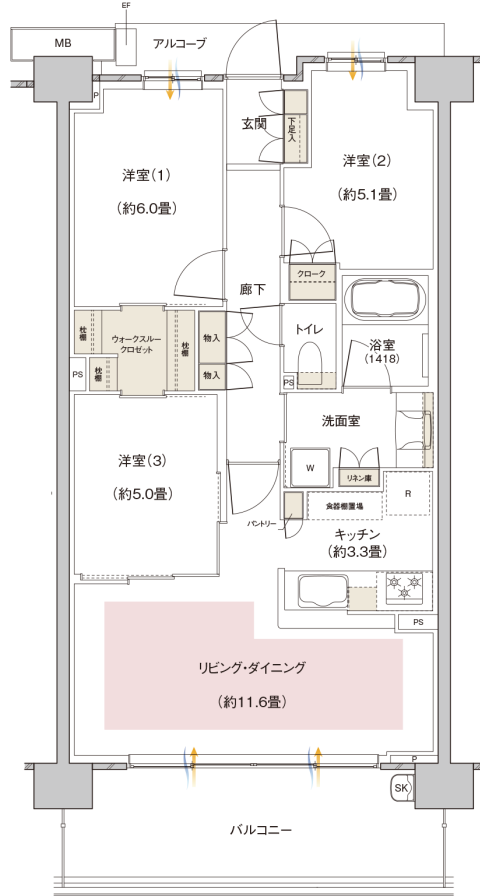 EF
MB
アルコーブ
P
玄関
下足入
洋室(1)
(約6.0畳)
洋室(2)
(約5.1畳)
クローク
廊下
トイレ
浴室
(1418)
枕棚
ウォークスルー
クロゼット
枕棚
物入
物入
枕棚
PS
PS
洗面室
W
リネン庫
洋室(3)
(約5.0畳)
食器棚置場
R
パントリー
キッチン
(約3.3畳)
PS
リビング・ダイニング
(約11.6畳)
P
SK
バルコニー